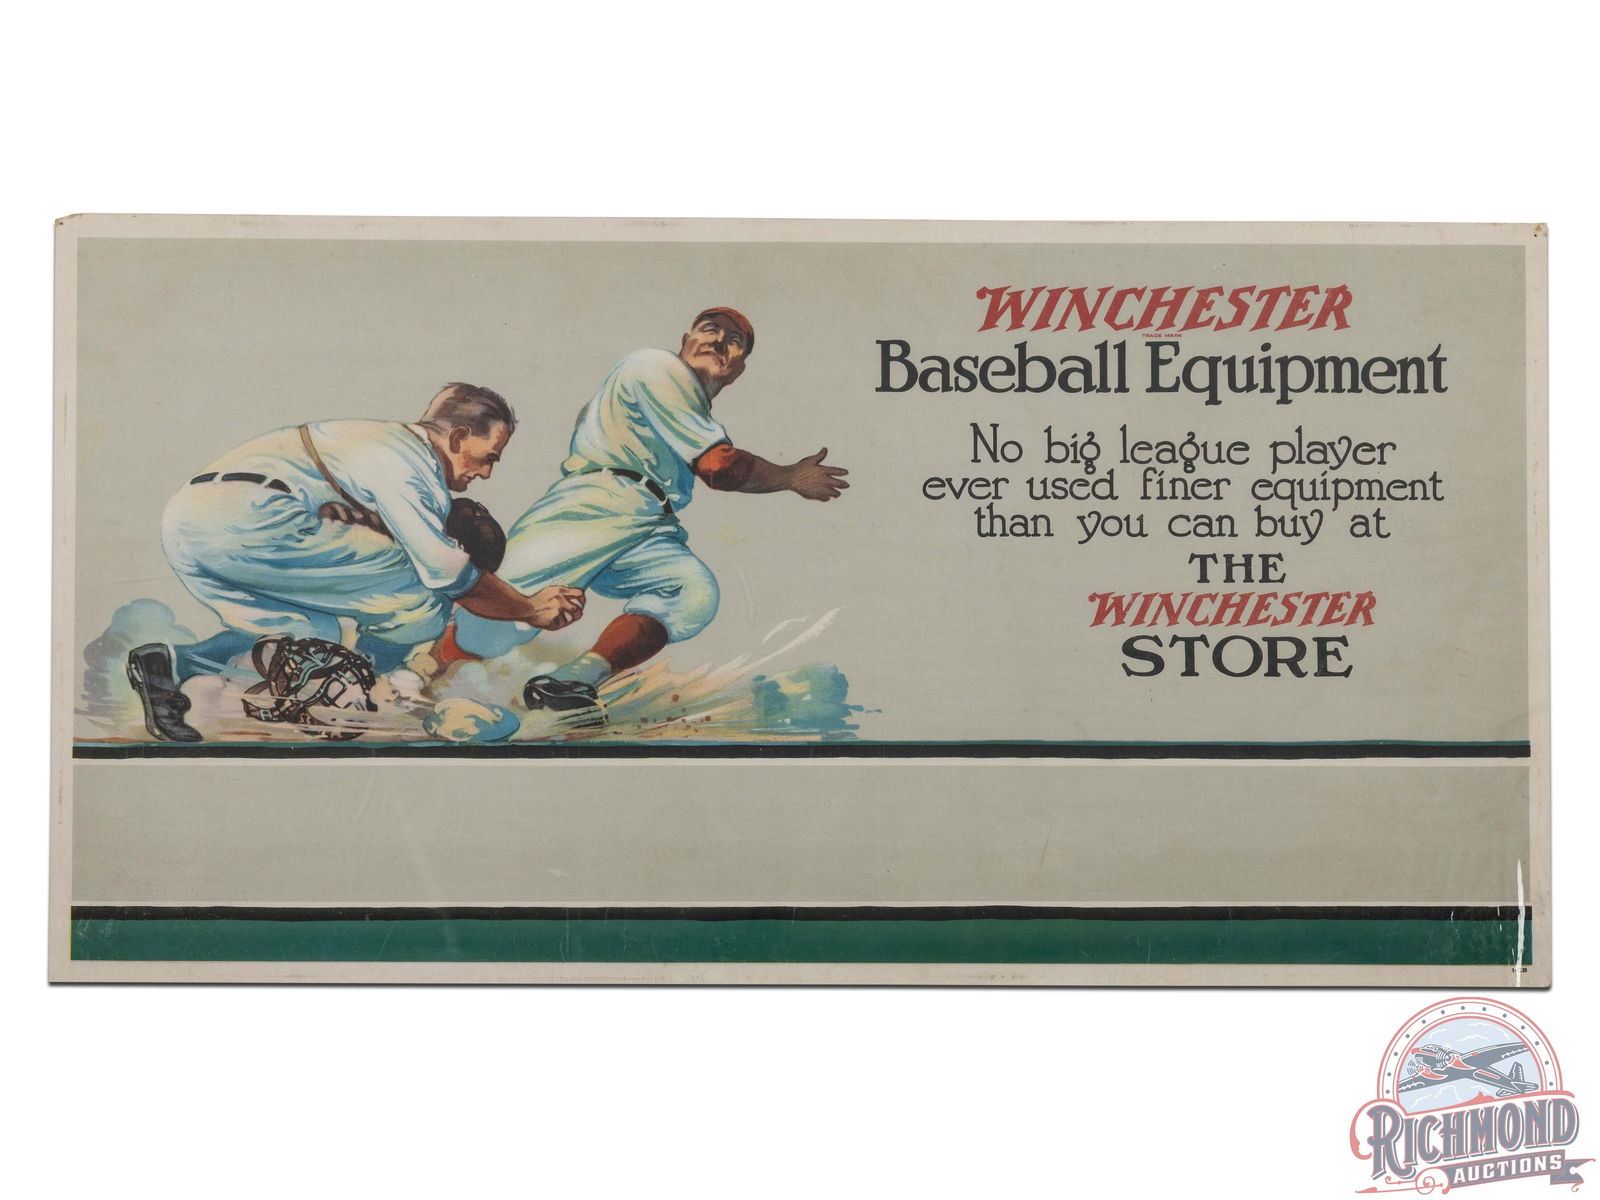 WINCHESTER
TRADE MARK
Baseball Equipment
No big league player
ever used finer equipment
than you can buy at
THE
WINCHESTER
STORE
RICHMOND
AUCTIONS